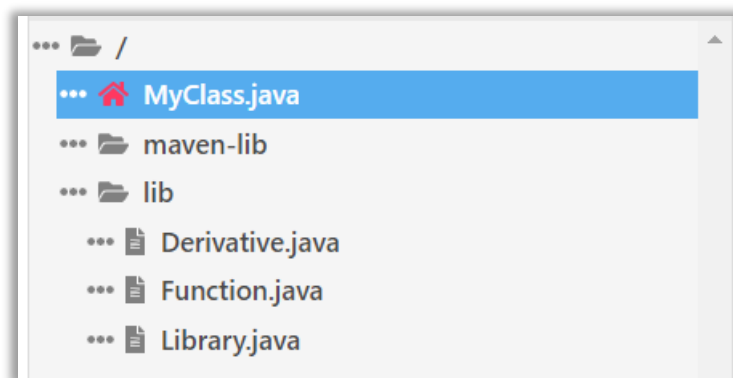 /
MyClass.java
maven-lib
lib
Derivative.java
Function.java
Library.java